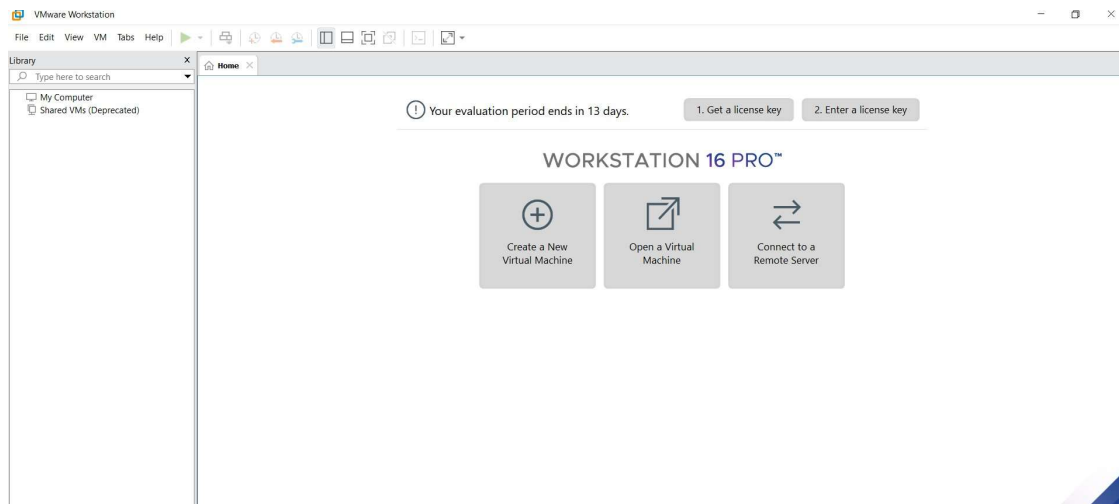 VMware Workstation
File Edit View VM Tabs Help
Library X
Home
Type here to search
My Computer
Shared VMs (Deprecated)
! Your evaluation period ends in 13 days.
1. Get a license key
2. Enter a license key
WORKSTATION 16 PRO™
Create a New
Virtual Machine
Open a Virtual
Machine
Connect to a
Remote Server